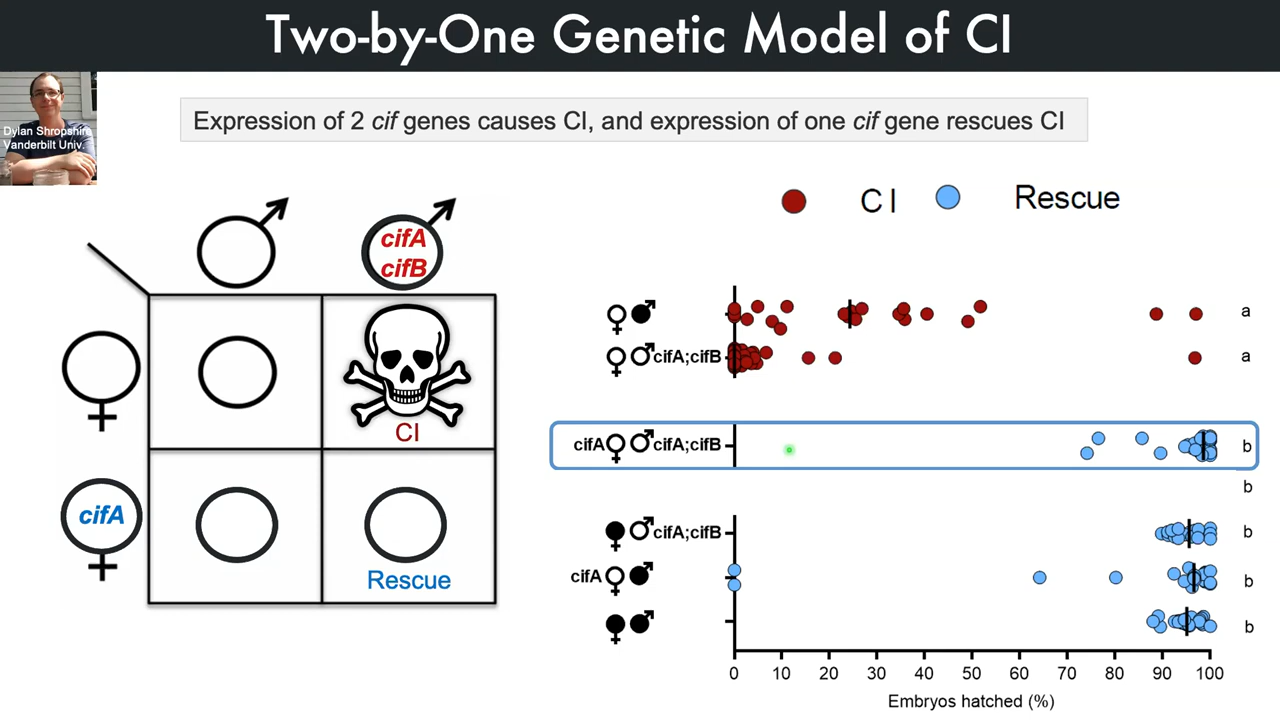 Two-by-One Genetic Model of CI
Dylan Shropshire
Vanderbilt Univ.
Expression of 2 cif genes causes CI, and expression of one cif gene rescues CI
cifA
cifB
CI
cifA
Rescue
CI Rescue
♀ ♂ a
♀ ♂ cifA;cifB a
cifA ♀ ♂ cifA;cifB b
b
♀ ♂ cifA;cifB b
cifA ♀ ♂ b
♀ ♂ b
0 10 20 30 40 50 60 70 80 90 100
Embryos hatched (%)